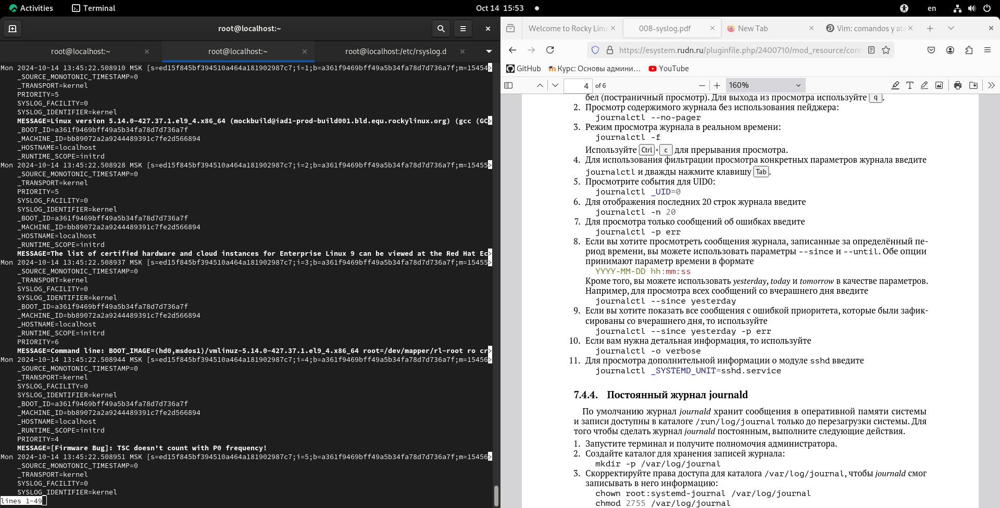 Activities
Terminal
Oct 14 15:53
en
root@localhost:~
root@localhost:~
root@localhost:~
root@localhost:/etc/rsyslog.d
Mon 2024-10-14 13:45:22.508910 MSK [s=ed15f845bf394510a464a181902987c7;i=1;b=a361f9469bff49a5b34fa78d7d736a7f;m=15454>
_SOURCE_MONOTONIC_TIMESTAMP=0
_TRANSPORT=kernel
PRIORITY=5
SYSLOG_FACILITY=0
SYSLOG_IDENTIFIER=kernel
MESSAGE=Linux version 5.14.0-427.37.1.el9_4.x86_64 (mockbuild@iad1-prod-build001.bld.equ.rockylinux.org) (gcc (GC>
_BOOT_ID=a361f9469bff49a5b34fa78d7d736a7f
_MACHINE_ID=bb89072a2a9244489391c7fe2d566894
_HOSTNAME=localhost
_RUNTIME_SCOPE=initrd
Mon 2024-10-14 13:45:22.508928 MSK [s=ed15f845bf394510a464a181902987c7;i=2;b=a361f9469bff49a5b34fa78d7d736a7f;m=15455>
_SOURCE_MONOTONIC_TIMESTAMP=0
_TRANSPORT=kernel
PRIORITY=5
SYSLOG_FACILITY=0
SYSLOG_IDENTIFIER=kernel
_BOOT_ID=a361f9469bff49a5b34fa78d7d736a7f
_MACHINE_ID=bb89072a2a9244489391c7fe2d566894
_HOSTNAME=localhost
_RUNTIME_SCOPE=initrd
MESSAGE=The list of certified hardware and cloud instances for Enterprise Linux 9 can be viewed at the Red Hat Ec>
Mon 2024-10-14 13:45:22.508937 MSK [s=ed15f845bf394510a464a181902987c7;i=3;b=a361f9469bff49a5b34fa78d7d736a7f;m=15455>
_SOURCE_MONOTONIC_TIMESTAMP=0
_TRANSPORT=kernel
SYSLOG_FACILITY=0
SYSLOG_IDENTIFIER=kernel
_BOOT_ID=a361f9469bff49a5b34fa78d7d736a7f
_MACHINE_ID=bb89072a2a9244489391c7fe2d566894
_HOSTNAME=localhost
_RUNTIME_SCOPE=initrd
PRIORITY=6
MESSAGE=Command line: BOOT_IMAGE=(hd0,msdos1)/vmlinuz-5.14.0-427.37.1.el9_4.x86_64 root=/dev/mapper/rl-root ro cr>
Mon 2024-10-14 13:45:22.508944 MSK [s=ed15f845bf394510a464a181902987c7;i=4;b=a361f9469bff49a5b34fa78d7d736a7f;m=15456>
_SOURCE_MONOTONIC_TIMESTAMP=0
_TRANSPORT=kernel
SYSLOG_FACILITY=0
SYSLOG_IDENTIFIER=kernel
_BOOT_ID=a361f9469bff49a5b34fa78d7d736a7f
_MACHINE_ID=bb89072a2a9244489391c7fe2d566894
_HOSTNAME=localhost
_RUNTIME_SCOPE=initrd
PRIORITY=4
MESSAGE=[Firmware Bug]: TSC doesn't count with P0 frequency!
Mon 2024-10-14 13:45:22.508951 MSK [s=ed15f845bf394510a464a181902987c7;i=5;b=a361f9469bff49a5b34fa78d7d736a7f;m=15456>
_SOURCE_MONOTONIC_TIMESTAMP=0
_TRANSPORT=kernel
SYSLOG_FACILITY=0
SYSLOG_IDENTIFIER=kernel
lines 1-49
Welcome to Rocky Linu
008-syslog.pdf
New Tab
Vim: comandos y ata
https://esystem.rudn.ru/pluginfile.php/2400710/mod_resource/cont
GitHub
Курс: Основы админи…
YouTube
4 of 6
160%
бел (постраничный просмотр). Для выхода из просмотра используйте q .
2. Просмотр содержимого журнала без использования пейджера:
journalctl --no-pager
3. Режим просмотра журнала в реальном времени:
journalctl -f
Используйте Ctrl + c для прерывания просмотра.
4. Для использования фильтрации просмотра конкретных параметров журнала введите
journalctl и дважды нажмите клавишу Tab .
5. Просмотрите события для UID0:
journalctl _UID=0
6. Для отображения последних 20 строк журнала введите
journalctl -n 20
7. Для просмотра только сообщений об ошибках введите
journalctl -p err
8. Если вы хотите просмотреть сообщения журнала, записанные за определённый пе-
риод времени, вы можете использовать параметры --since и --until. Обе опции
принимают параметр времени в формате
YYYY-MM-DD hh:mm:ss
Кроме того, вы можете использовать yesterday, today и tomorrow в качестве параметров.
Например, для просмотра всех сообщений со вчерашнего дня введите
journalctl --since yesterday
9. Если вы хотите показать все сообщения с ошибкой приоритета, которые были зафик-
сированы со вчерашнего дня, то используйте
journalctl --since yesterday -p err
10. Если вам нужна детальная информация, то используйте
journalctl -o verbose
11. Для просмотра дополнительной информации о модуле sshd введите
journalctl _SYSTEMD_UNIT=sshd.service
7.4.4. Постоянный журнал journald
По умолчанию журнал journald хранит сообщения в оперативной памяти системы
и записи доступны в каталоге /run/log/journal только до перезагрузки системы. Для
того чтобы сделать журнал journald постоянным, выполните следующие действия.
1. Запустите терминал и получите полномочия администратора.
2. Создайте каталог для хранения записей журнала:
mkdir -p /var/log/journal
3. Скорректируйте права доступа для каталога /var/log/journal, чтобы journald смог
записывать в него информацию:
chown root:systemd-journal /var/log/journal
chmod 2755 /var/log/journal